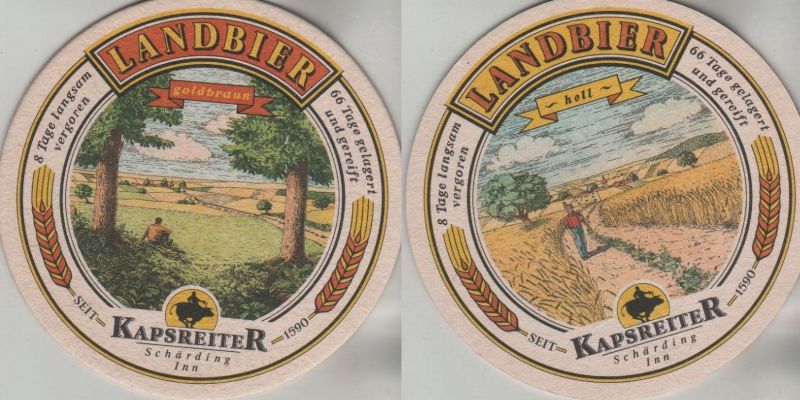 LANDBIER
goldbraun
8 Tage langsam
vergoren
66 Tage gelagert
und gereift
SEIT
KAPSREITER
1590
Schärding
Inn
LANDBIER
~ hell ~
8 Tage langsam
vergoren
66 Tage gelagert
und gereift
SEIT
KAPSREITER
1590
Schärding
Inn